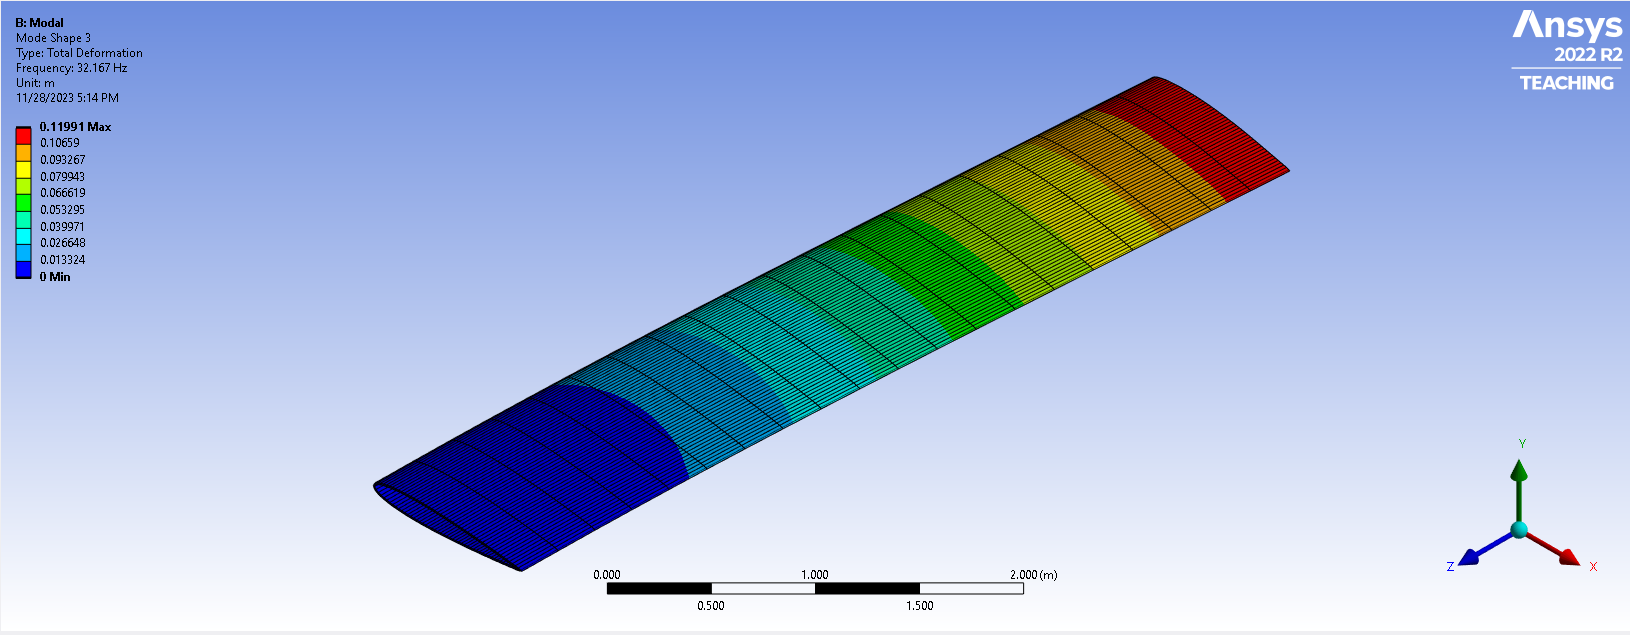 B: Modal
Mode Shape 3
Type: Total Deformation
Frequency: 32.167 Hz
Unit: m
11/28/2023 5:14 PM
0.11991 Max
0.10659
0.093267
0.079943
0.066619
0.053295
0.039971
0.026648
0.013324
0 Min
Ansys
2022 R2
TEACHING
0.000 1.000 2.000 (m)
0.500 1.500
Y
Z X